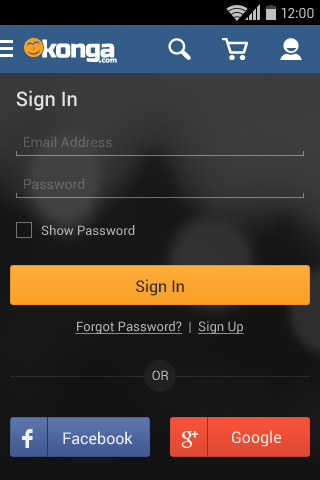 12:00
konga.com
Sign In
Email Address
Password
Show Password
Sign In
Forgot Password? | Sign Up
OR
f Facebook
g+ Google